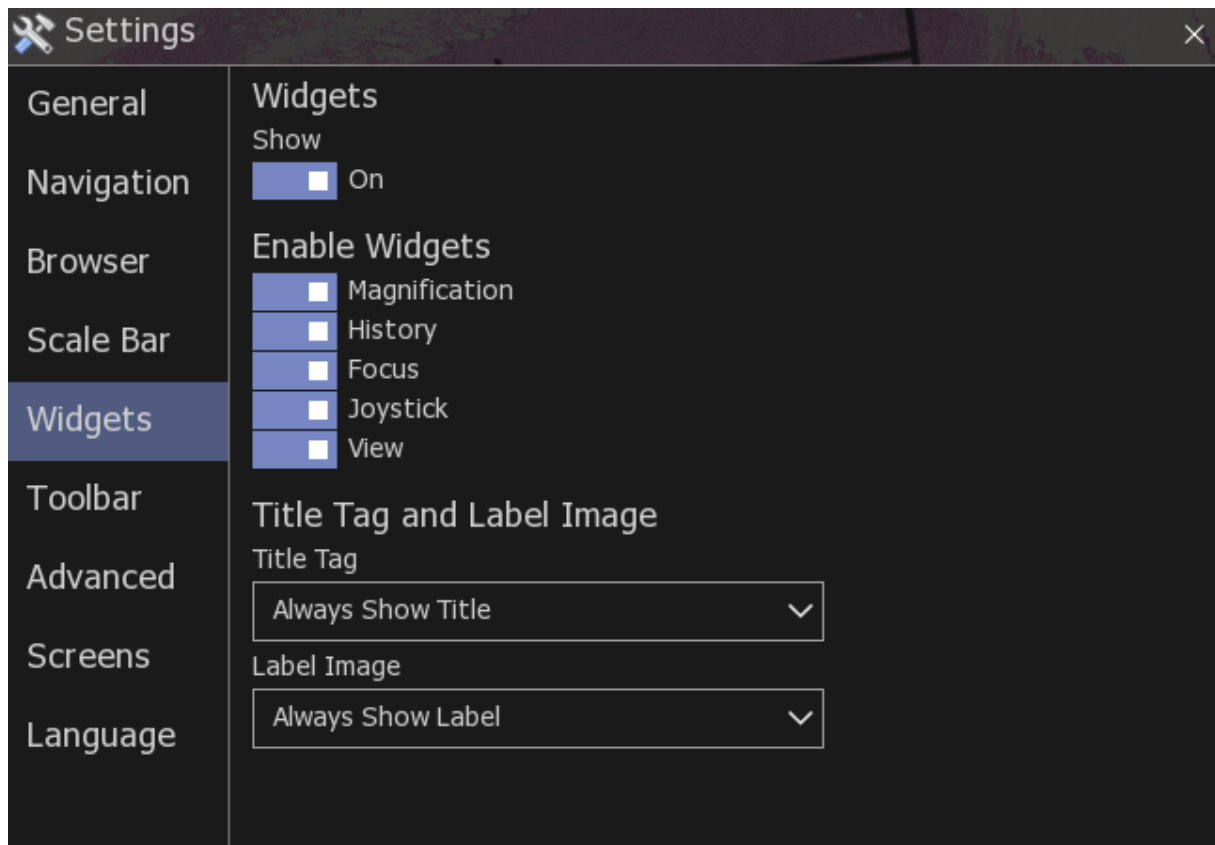 Settings
General
Navigation
Browser
Scale Bar
Widgets
Toolbar
Advanced
Screens
Language
Widgets
Show
On
Enable Widgets
Magnification
History
Focus
Joystick
View
Title Tag and Label Image
Title Tag
Always Show Title
Label Image
Always Show Label